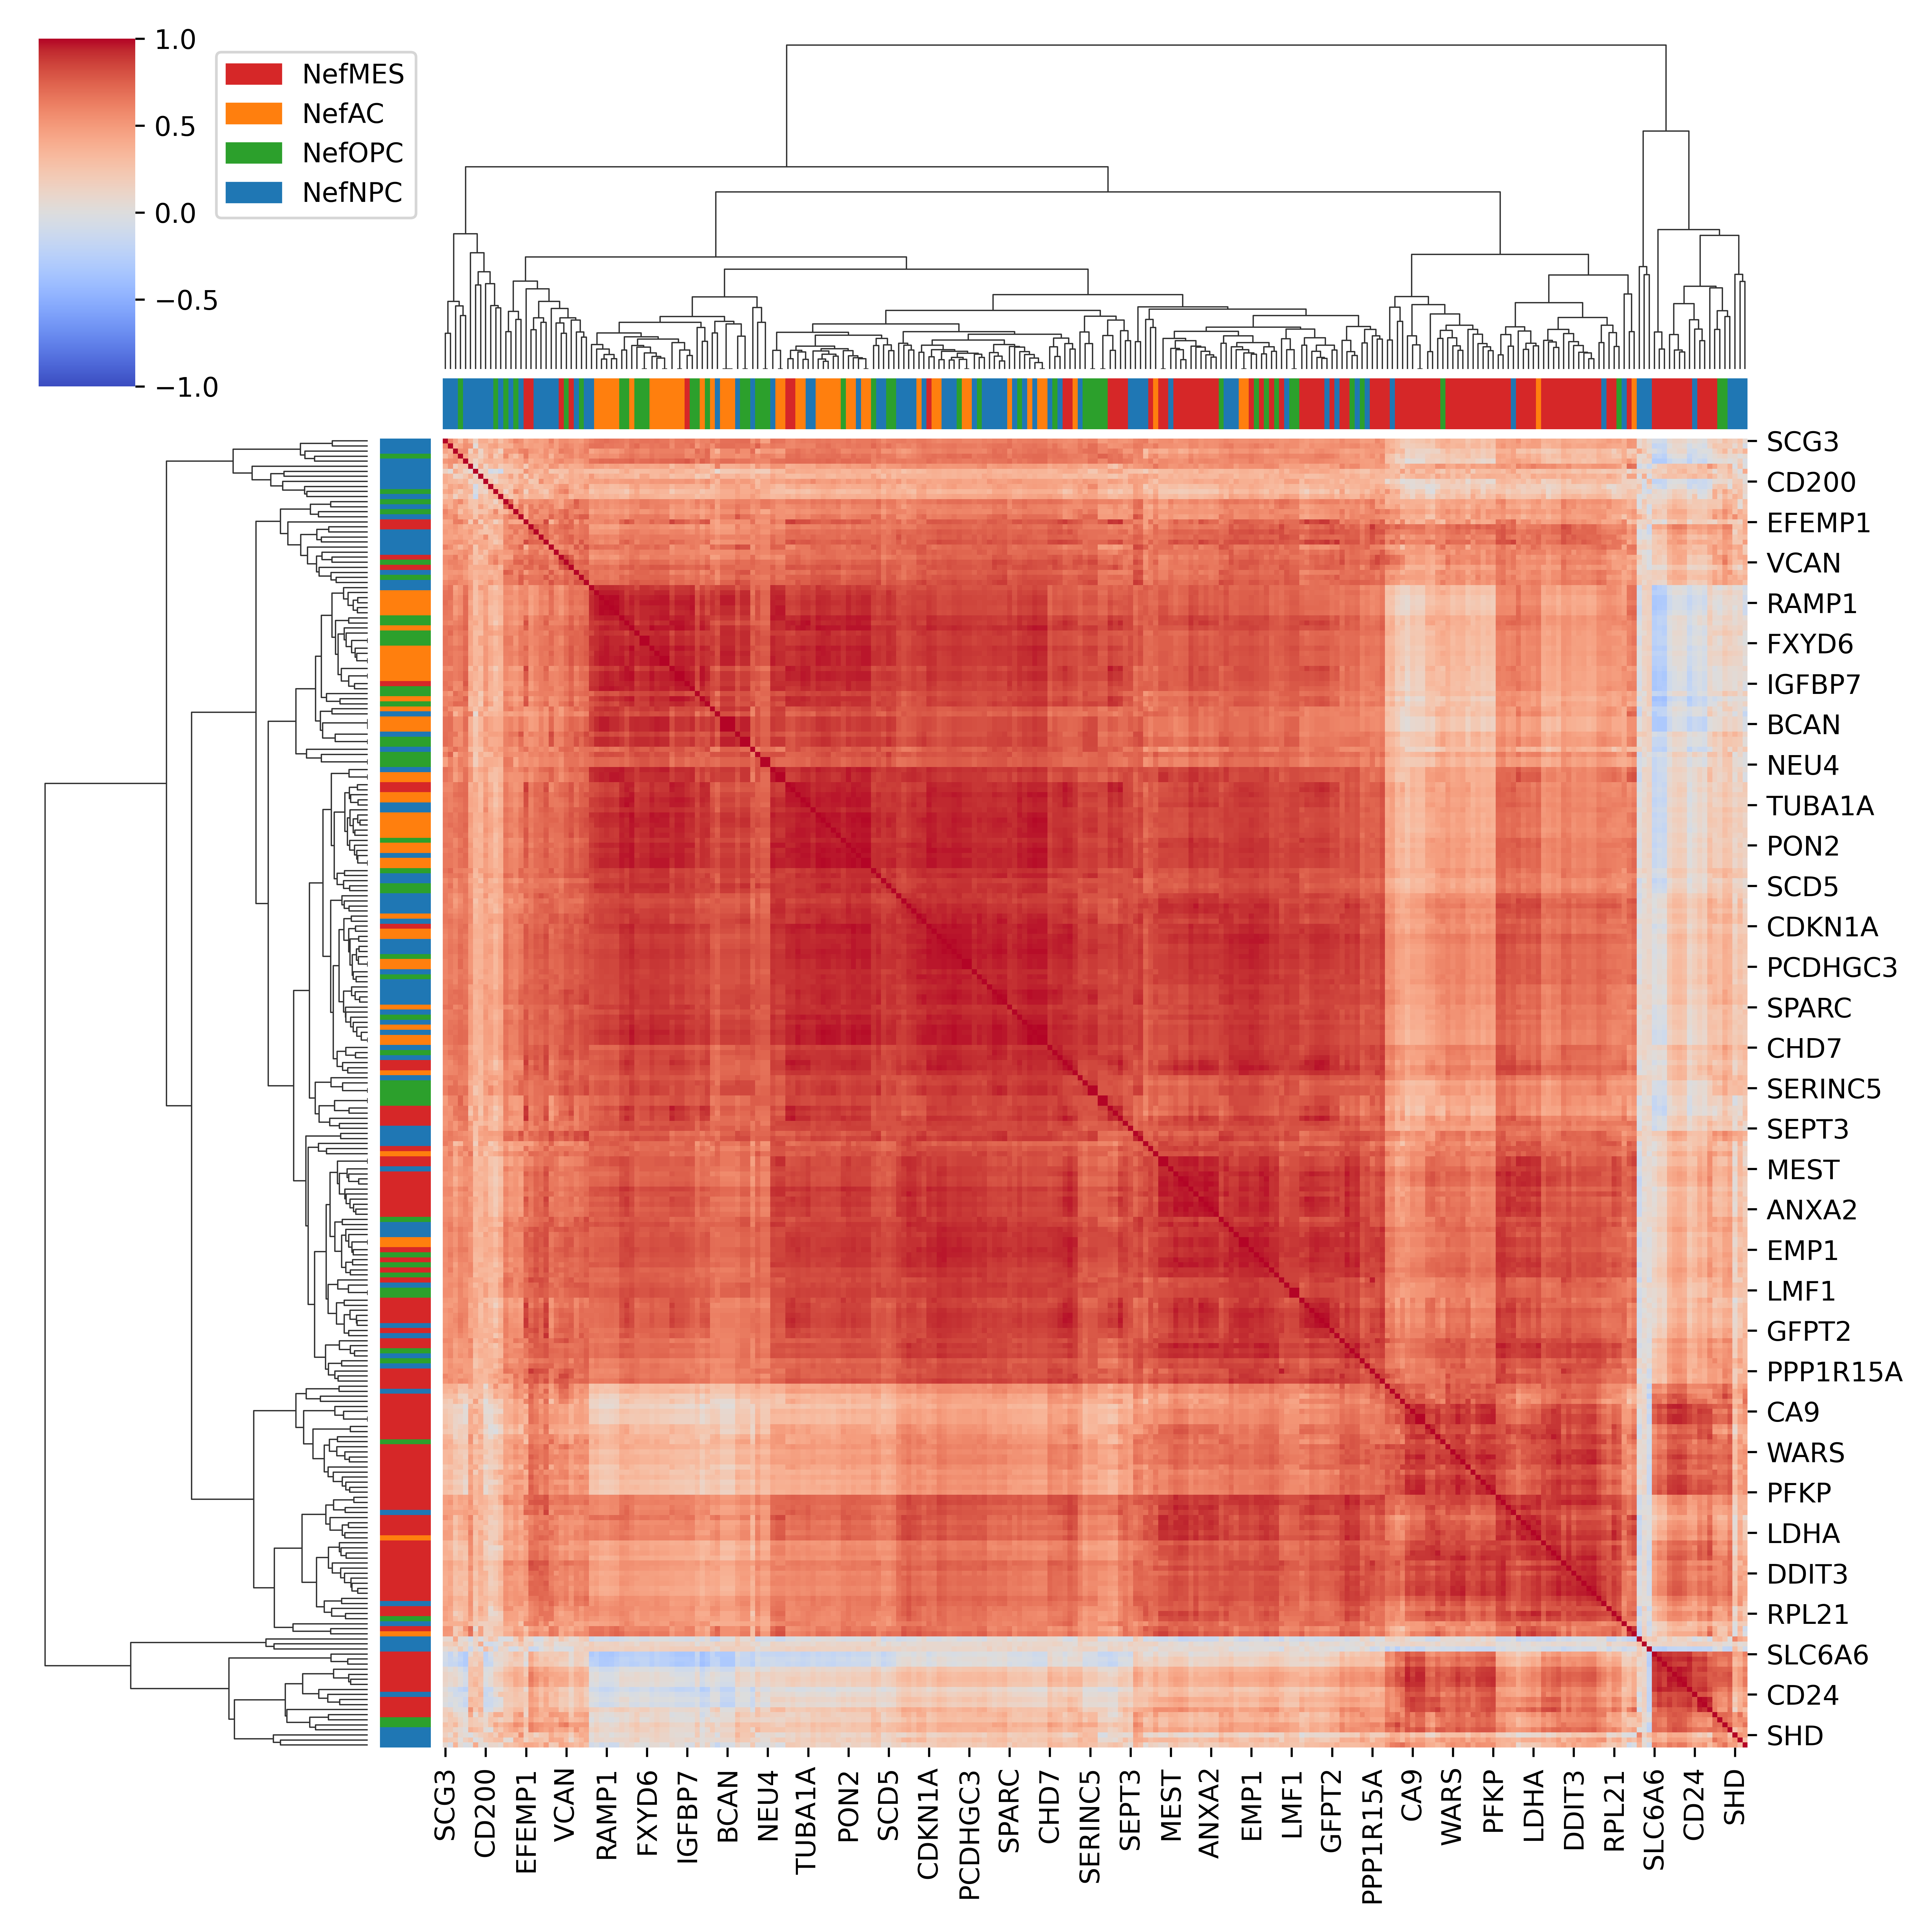 1.0
0.5
0.0
−0.5
−1.0
NefMES
NefAC
NefOPC
NefNPC
SCG3
CD200
EFEMP1
VCAN
RAMP1
FXYD6
IGFBP7
BCAN
NEU4
TUBA1A
PON2
SCD5
CDKN1A
PCDHGC3
SPARC
CHD7
SERINC5
SEPT3
MEST
ANXA2
EMP1
LMF1
GFPT2
PPP1R15A
CA9
WARS
PFKP
LDHA
DDIT3
RPL21
SLC6A6
CD24
SHD
SCG3
CD200
EFEMP1
VCAN
RAMP1
FXYD6
IGFBP7
BCAN
NEU4
TUBA1A
PON2
SCD5
CDKN1A
PCDHGC3
SPARC
CHD7
SERINC5
SEPT3
MEST
ANXA2
EMP1
LMF1
GFPT2
PPP1R15A
CA9
WARS
PFKP
LDHA
DDIT3
RPL21
SLC6A6
CD24
SHD